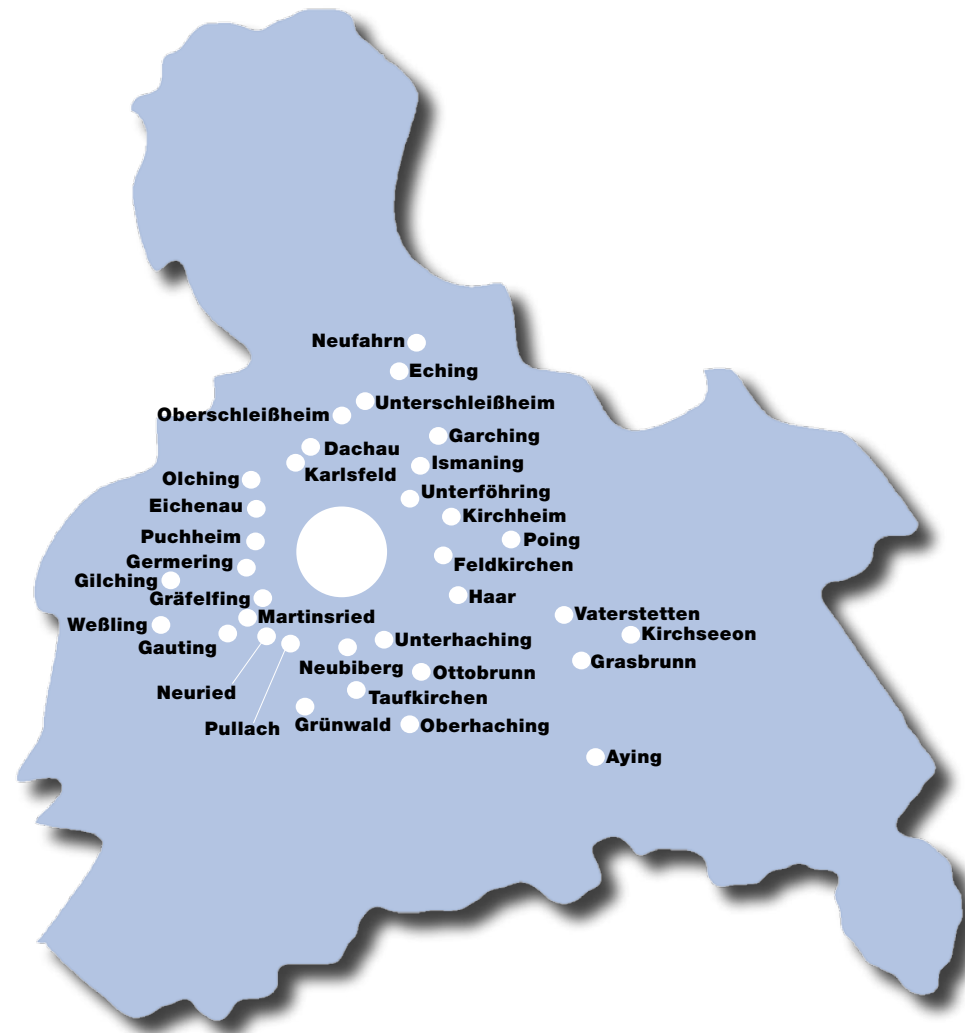 Neufahrn
Eching
Unterschleißheim
Oberschleißheim
Garching
Dachau
Ismaning
Karlsfeld
Olching
Unterföhring
Eichenau
Kirchheim
Puchheim
Poing
Germering
Feldkirchen
Gilching
Gräfelfing
Haar
Martinsried
Vaterstetten
Weßling
Kirchseeon
Gauting
Unterhaching
Grasbrunn
Neubiberg
Ottobrunn
Neuried
Taufkirchen
Pullach
Grünwald
Oberhaching
Aying